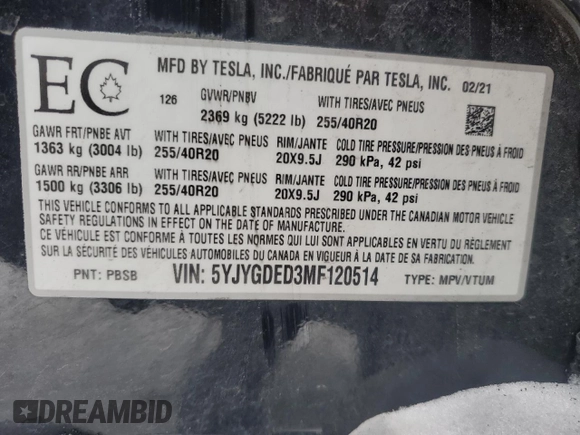 EC
MFD BY TESLA, INC./FABRIQUÉ PAR TESLA, INC. 02/21
126 GVWR/PNBV WITH TIRES/AVEC PNEUS
2369 kg (5222 lb) 255/40R20
GAWR FRT/PNBE AVT WITH TIRES/AVEC PNEUS RIM/JANTE COLD TIRE PRESSURE/PRESSION DES PNEUS À FROID
1363 kg (3004 lb) 255/40R20 20X9.5J 290 kPa, 42 psi
GAWR RR/PNBE ARR WITH TIRES/AVEC PNEUS RIM/JANTE COLD TIRE PRESSURE/PRESSION DES PNEUS À FROID
1500 kg (3306 lb) 255/40R20 20X9.5J 290 kPa, 42 psi
THIS VEHICLE CONFORMS TO ALL APPLICABLE STANDARDS PRESCRIBED UNDER THE CANADIAN MOTOR VEHICLE
SAFETY REGULATIONS IN EFFECT ON THE DATE OF MANUFACTURE.
CE VÉHICULE EST CONFORME À TOUTES LES NORMES QUI LUI SONT APPLICABLES EN VERTU DU RÉGLEMENT
SUR LA SÉCURITÉ DES VÉHICULES AUTOMOBILES DU CANADA EN VIGUEUR À LA DATE DE SA FABRICATION.
PNT: PBSB VIN: 5YJYGDED3MF120514 TYPE: MPV/VTUM
DREAMBID